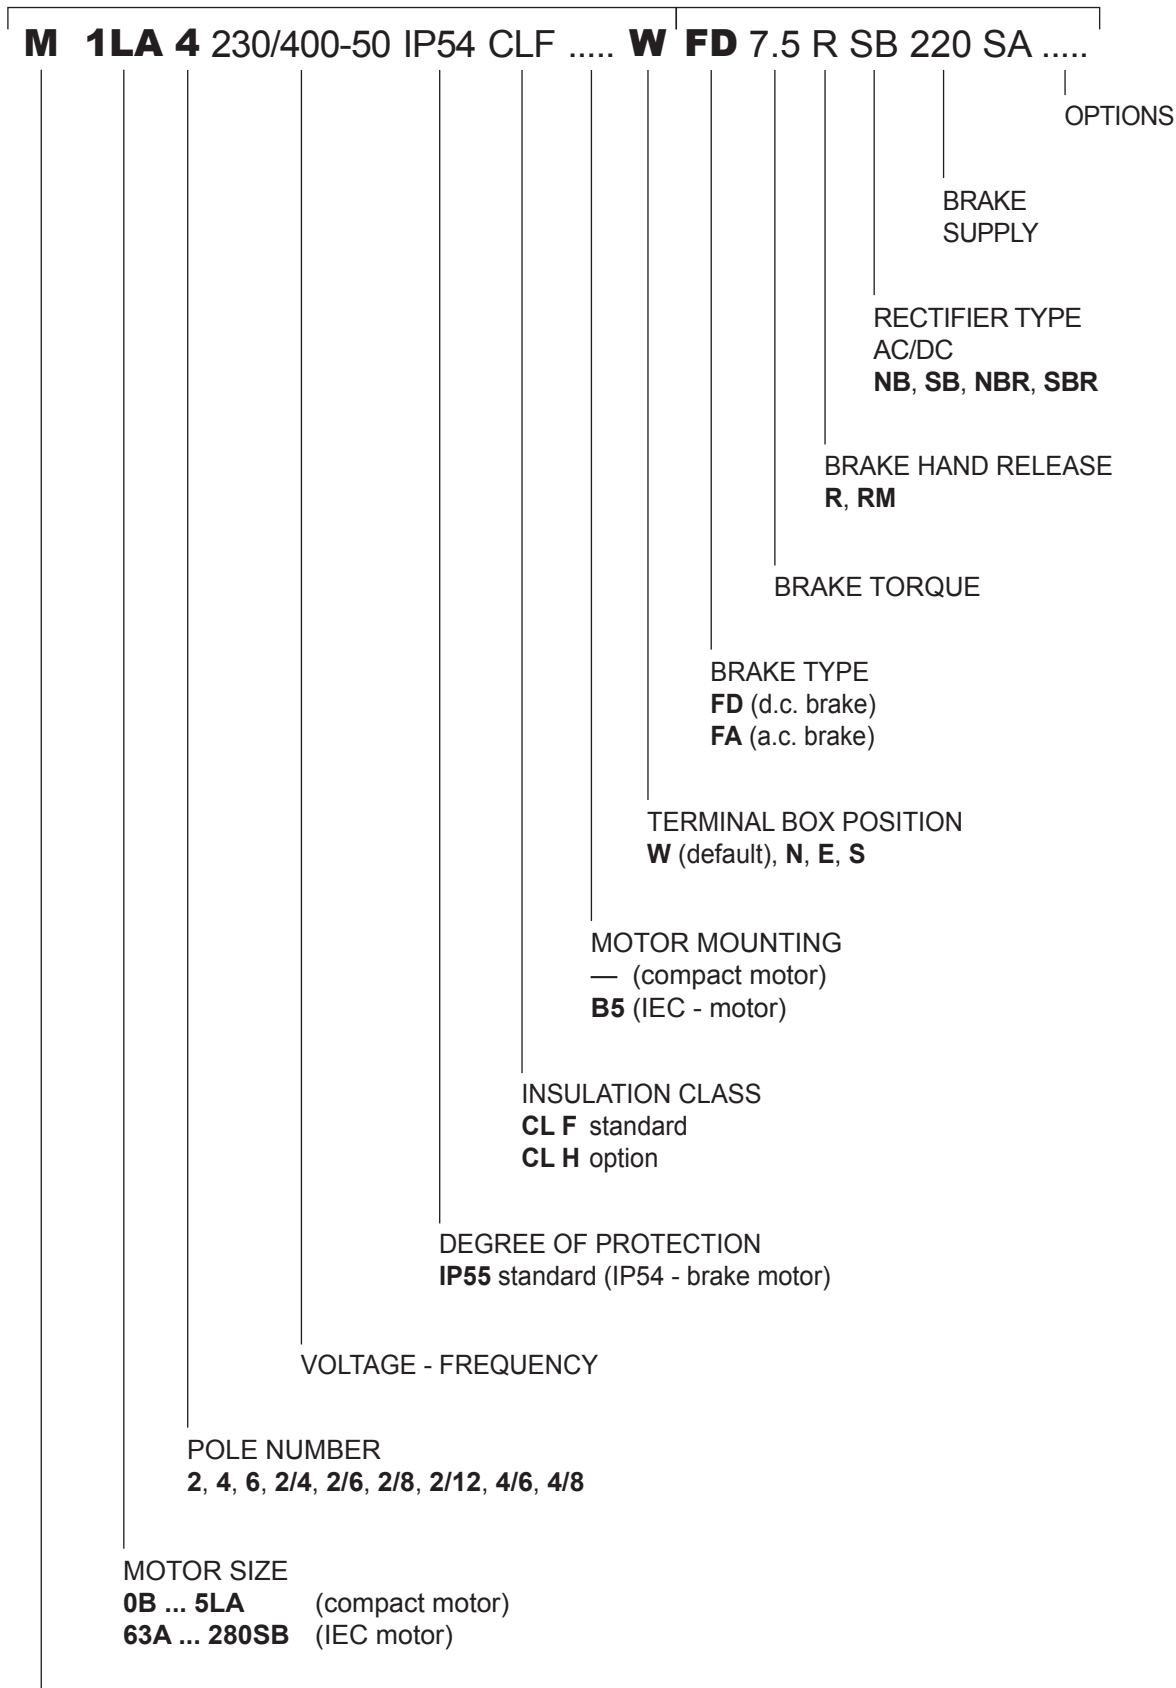 M 1LA 4 230/400-50 IP54 CLF ..... W FD 7.5 R SB 220 SA .....
OPTIONS
BRAKE
SUPPLY
RECTIFIER TYPE
AC/DC
NB, SB, NBR, SBR
BRAKE HAND RELEASE
R, RM
BRAKE TORQUE
BRAKE TYPE
FD (d.c. brake)
FA (a.c. brake)
TERMINAL BOX POSITION
W (default), N, E, S
MOTOR MOUNTING
— (compact motor)
B5 (IEC - motor)
INSULATION CLASS
CL F standard
CL H option
DEGREE OF PROTECTION
IP55 standard (IP54 - brake motor)
VOLTAGE - FREQUENCY
POLE NUMBER
2, 4, 6, 2/4, 2/6, 2/8, 2/12, 4/6, 4/8
MOTOR SIZE
0B ... 5LA (compact motor)
63A ... 280SB (IEC motor)